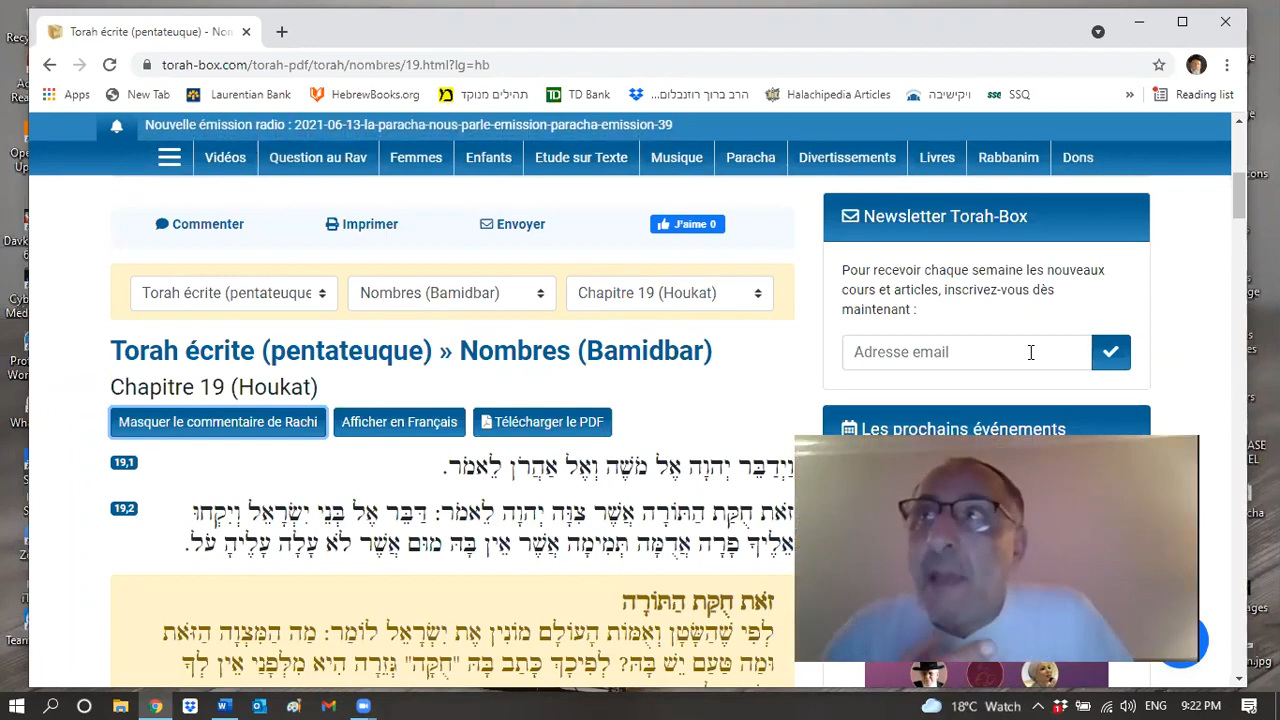 Torah écrite (pentateuque) - Non
torah-box.com/torah-pdf/torah/nombres/19.html?lg=hb
Apps
New Tab
Laurentian Bank
HebrewBooks.org
תהילים מנוקד
TD Bank
הרב ברוך רוזנבלום...
Halachipedia Articles
ויקישיבה
sse SSQ
»
Reading list
Nouvelle émission radio : 2021-06-13-la-paracha-nous-parle-emission-paracha-emission-39
Vidéos
Question au Rav
Femmes
Enfants
Etude sur Texte
Musique
Paracha
Divertissements
Livres
Rabbanim
Dons
Commenter
Imprimer
Envoyer
J'aime 0
Torah écrite (pentateuque
Nombres (Bamidbar)
Chapitre 19 (Houkat)
Torah écrite (pentateuque) » Nombres (Bamidbar)
Chapitre 19 (Houkat)
Masquer le commentaire de Rachi
Afficher en Français
Télécharger le PDF
19,1
וַיְדַבֵּר יְהוָה אֶל מֹשֶׁה וְאֶל אַהֲרֹן לֵאמֹר.
19,2
זֹאת חֻקַּת הַתּוֹרָה אֲשֶׁר צִוָּה יְהוָה לֵאמֹר: דַּבֵּר אֶל בְּנֵי יִשְׂרָאֵל וְיִקְחוּ
אֵלֶיךָ פָרָה אֲדֻמָּה תְּמִימָה אֲשֶׁר אֵין בָּהּ מוּם אֲשֶׁר לֹא עָלָה עָלֶיהָ עֹל.
זֹאת חֻקַּת הַתּוֹרָה
לְפִי שֶׁהַשָּׂטָן וְאֻמּוֹת הָעוֹלָם מוֹנִין אֶת יִשְׂרָאֵל לוֹמַר: מַה הַמִּצְוָה הַזֹּאת
וּמַה טַּעַם יֵשׁ בָּהּ? לְפִיכָךְ כָּתַב בָּהּ "חֻקָּה" גְּזֵרָה הִיא מִלְּפָנַי אֵין לְךָ
Newsletter Torah-Box
Pour recevoir chaque semaine les nouveaux
cours et articles, inscrivez-vous dès
maintenant :
Adresse email
Les prochains événements
18°C Watch
ENG
9:22 PM